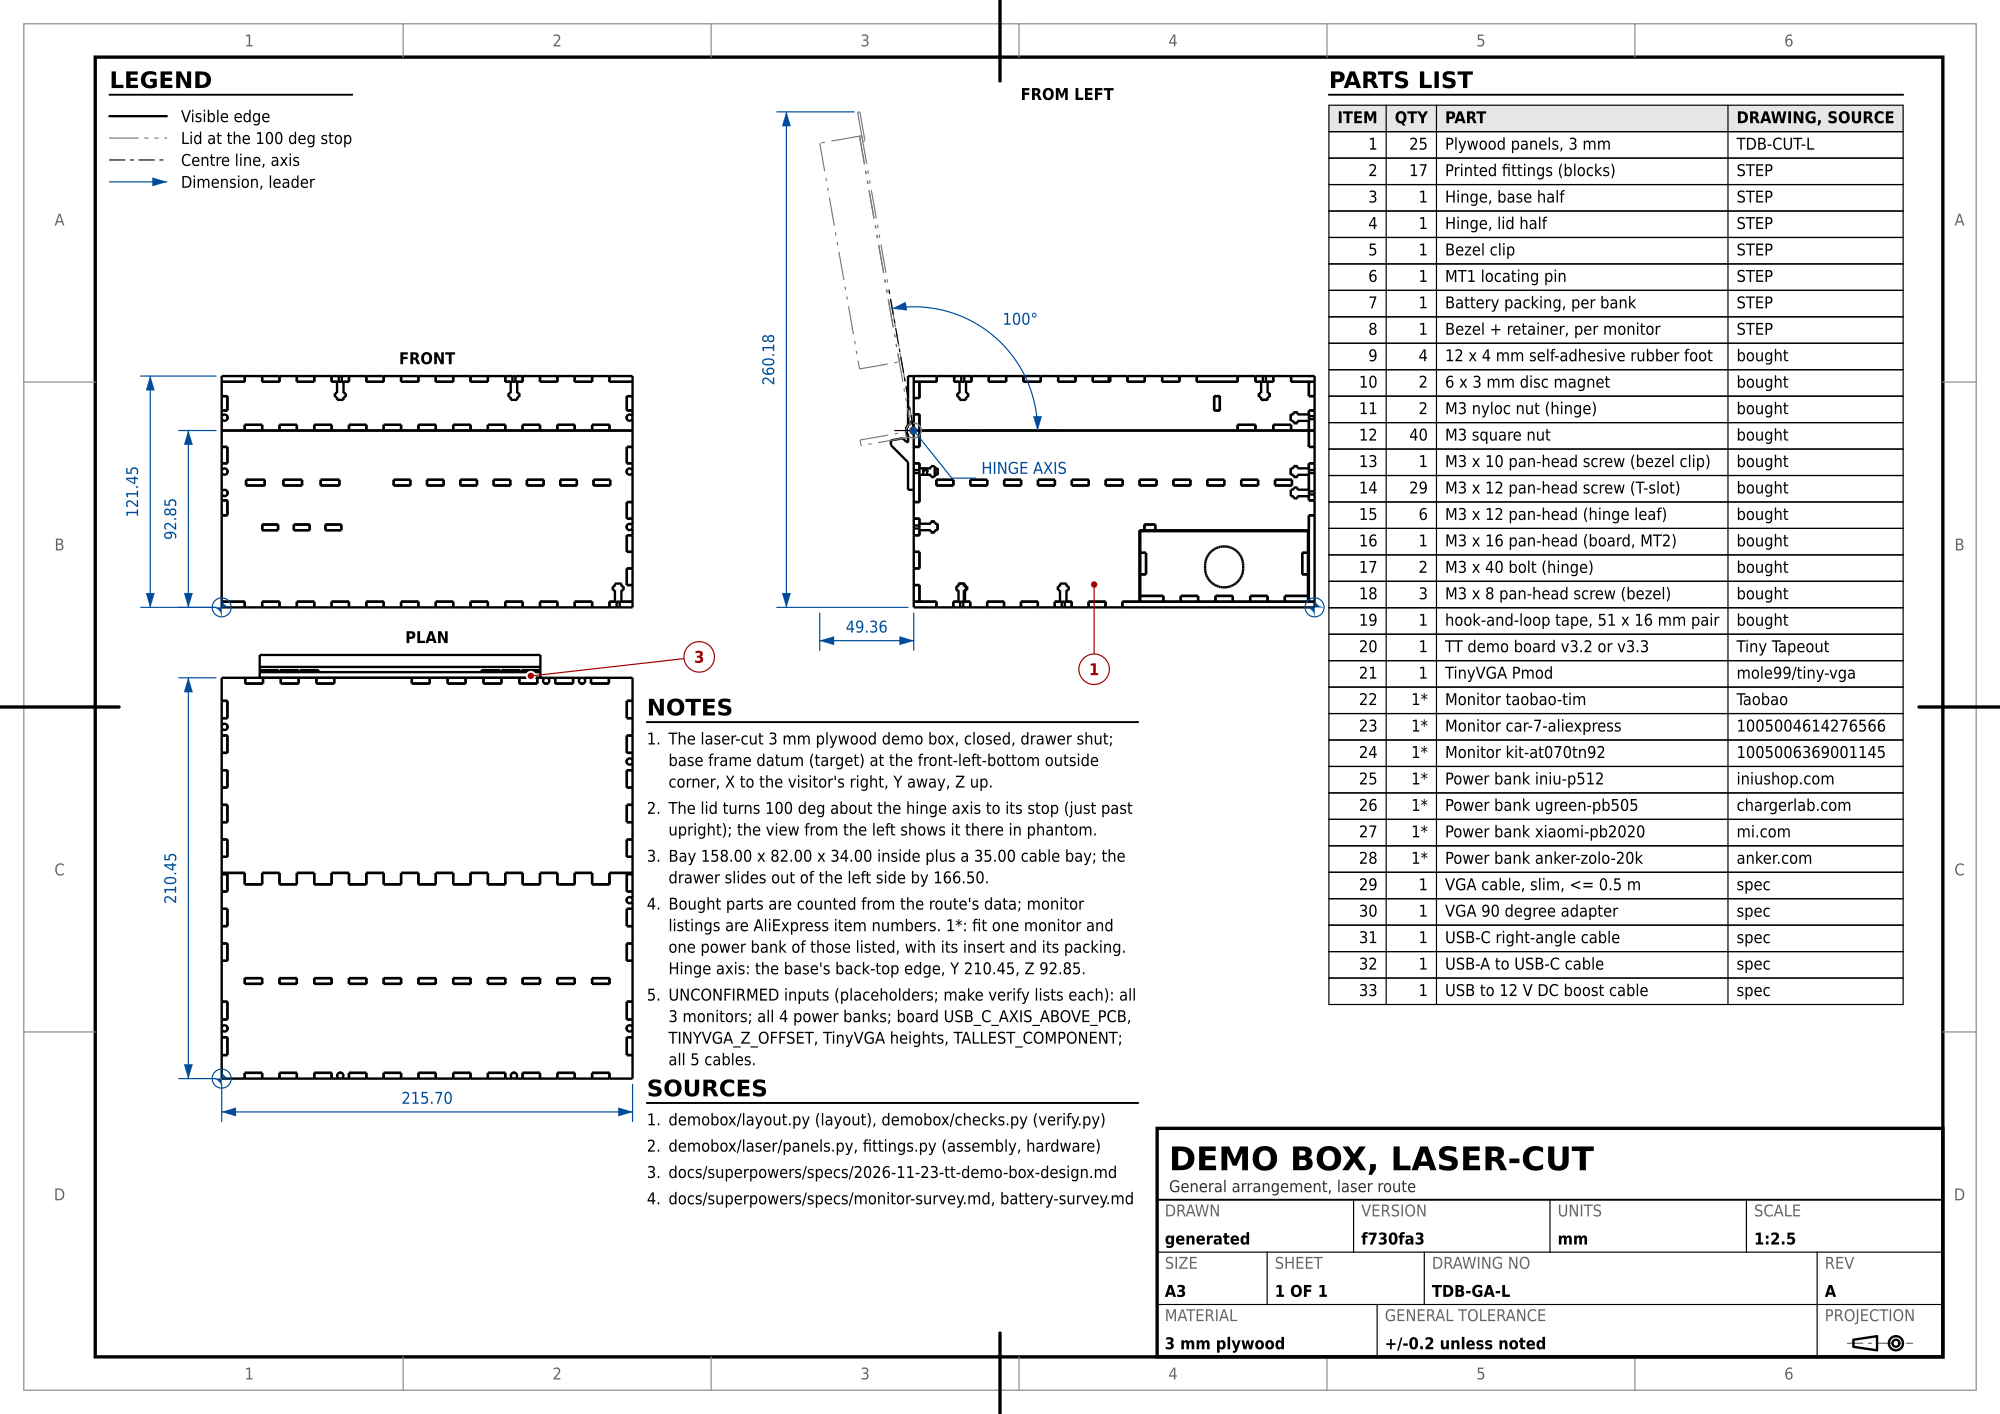 1 2 3 4 5 6
A
B
C
D
LEGEND
Visible edge
Lid at the 100 deg stop
Centre line, axis
Dimension, leader
FROM LEFT
260.18
100°
HINGE AXIS
49.36
1
FRONT
121.45
92.85
PLAN
3
210.45
215.70
NOTES
1. The laser-cut 3 mm plywood demo box, closed, drawer shut;
base frame datum (target) at the front-left-bottom outside
corner, X to the visitor's right, Y away, Z up.
2. The lid turns 100 deg about the hinge axis to its stop (just past
upright); the view from the left shows it there in phantom.
3. Bay 158.00 x 82.00 x 34.00 inside plus a 35.00 cable bay; the
drawer slides out of the left side by 166.50.
4. Bought parts are counted from the route's data; monitor
listings are AliExpress item numbers. 1*: fit one monitor and
one power bank of those listed, with its insert and its packing.
Hinge axis: the base's back-top edge, Y 210.45, Z 92.85.
5. UNCONFIRMED inputs (placeholders; make verify lists each): all
3 monitors; all 4 power banks; board USB_C_AXIS_ABOVE_PCB,
TINYVGA_Z_OFFSET, TinyVGA heights, TALLEST_COMPONENT;
all 5 cables.
SOURCES
1. demobox/layout.py (layout), demobox/checks.py (verify.py)
2. demobox/laser/panels.py, fittings.py (assembly, hardware)
3. docs/superpowers/specs/2026-11-23-tt-demo-box-design.md
4. docs/superpowers/specs/monitor-survey.md, battery-survey.md
PARTS LIST
ITEM QTY PART DRAWING, SOURCE
1 25 Plywood panels, 3 mm TDB-CUT-L
2 17 Printed fittings (blocks) STEP
3 1 Hinge, base half STEP
4 1 Hinge, lid half STEP
5 1 Bezel clip STEP
6 1 MT1 locating pin STEP
7 1 Battery packing, per bank STEP
8 1 Bezel + retainer, per monitor STEP
9 4 12 x 4 mm self-adhesive rubber foot bought
10 2 6 x 3 mm disc magnet bought
11 2 M3 nyloc nut (hinge) bought
12 40 M3 square nut bought
13 1 M3 x 10 pan-head screw (bezel clip) bought
14 29 M3 x 12 pan-head screw (T-slot) bought
15 6 M3 x 12 pan-head (hinge leaf) bought
16 1 M3 x 16 pan-head (board, MT2) bought
17 2 M3 x 40 bolt (hinge) bought
18 3 M3 x 8 pan-head screw (bezel) bought
19 1 hook-and-loop tape, 51 x 16 mm pair bought
20 1 TT demo board v3.2 or v3.3 Tiny Tapeout
21 1 TinyVGA Pmod mole99/tiny-vga
22 1* Monitor taobao-tim Taobao
23 1* Monitor car-7-aliexpress 1005004614276566
24 1* Monitor kit-at070tn92 1005006369001145
25 1* Power bank iniu-p512 iniushop.com
26 1* Power bank ugreen-pb505 chargerlab.com
27 1* Power bank xiaomi-pb2020 mi.com
28 1* Power bank anker-zolo-20k anker.com
29 1 VGA cable, slim, <= 0.5 m spec
30 1 VGA 90 degree adapter spec
31 1 USB-C right-angle cable spec
32 1 USB-A to USB-C cable spec
33 1 USB to 12 V DC boost cable spec
DEMO BOX, LASER-CUT
General arrangement, laser route
DRAWN VERSION UNITS SCALE
generated f730fa3 mm 1:2.5
SIZE SHEET DRAWING NO REV
A3 1 OF 1 TDB-GA-L A
MATERIAL GENERAL TOLERANCE PROJECTION
3 mm plywood +/-0.2 unless noted
A
B
C
D
1 2 3 4 5 6